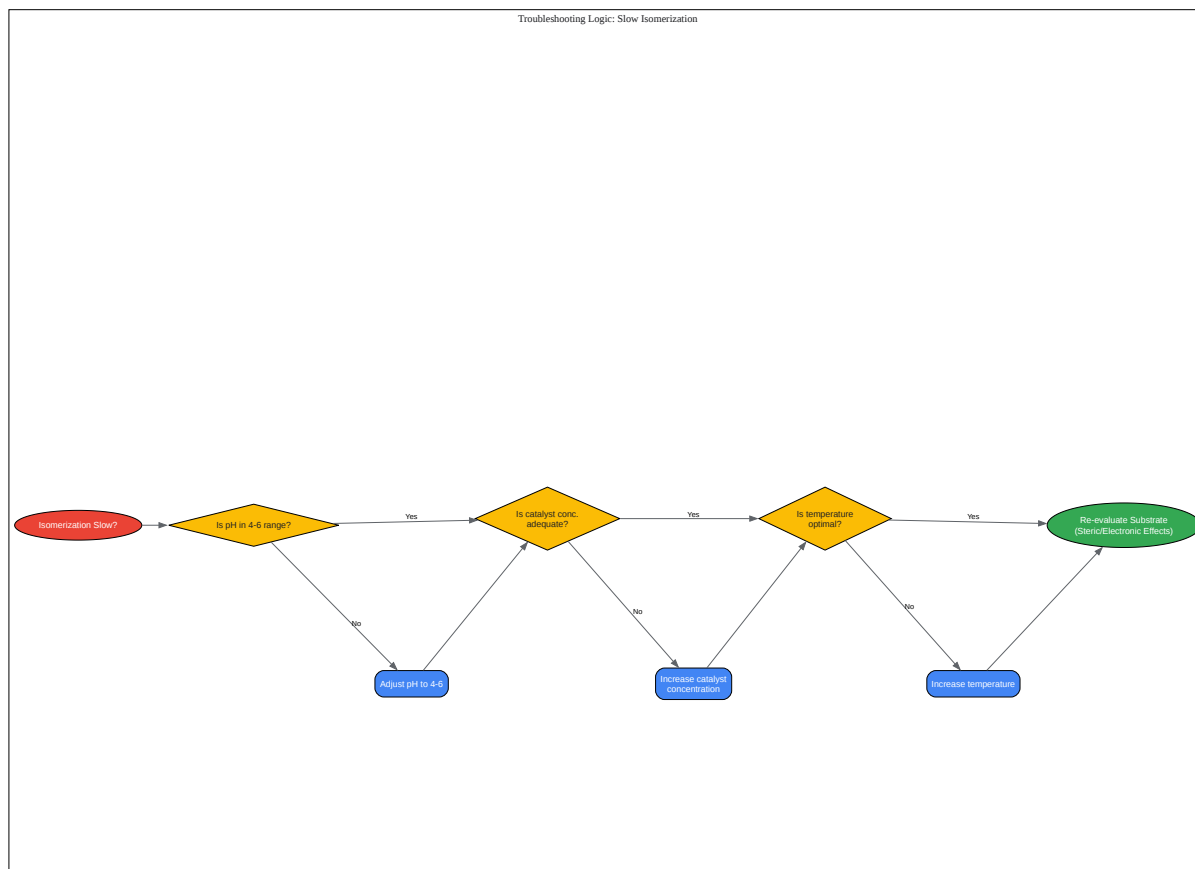 Troubleshooting Logic: Slow Isomerization
Isomerization Slow?
Is pH in 4-6 range?
Yes
Is catalyst conc.
adequate?
Yes
Is temperature
optimal?
Yes
Re-evaluate Substrate
(Steric/Electronic Effects)
No
No
No
Adjust pH to 4-6
Increase catalyst
concentration
Increase temperature